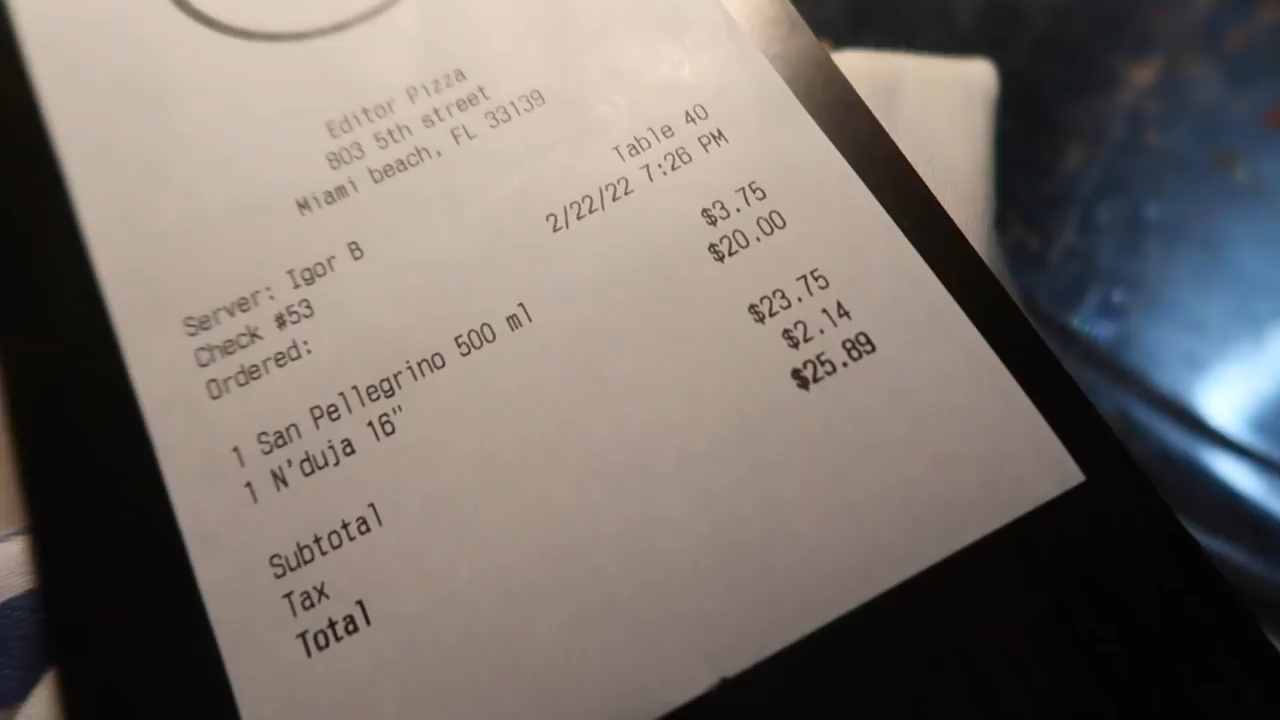 Editor Pizza
803 5th street
Miami beach, FL 33139
Server: Igor B
Table 40
Check #53
2/22/22 7:26 PM
Ordered:
1 San Pellegrino 500 ml $3.75
1 N'duja 16" $20.00
Subtotal $23.75
Tax $2.14
Total $25.89